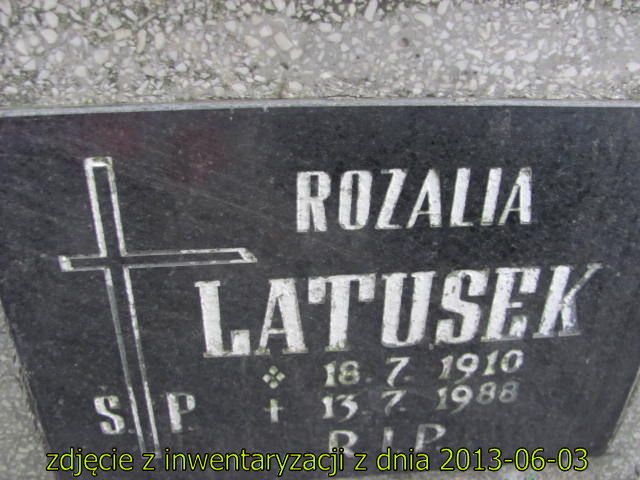 ROZALIA
LATUSEK
18. 7. 1910
Ś. P. + 13. 7. 1988
R.I.P.
zdjęcie z inwentaryzacji z dnia 2013-06-03